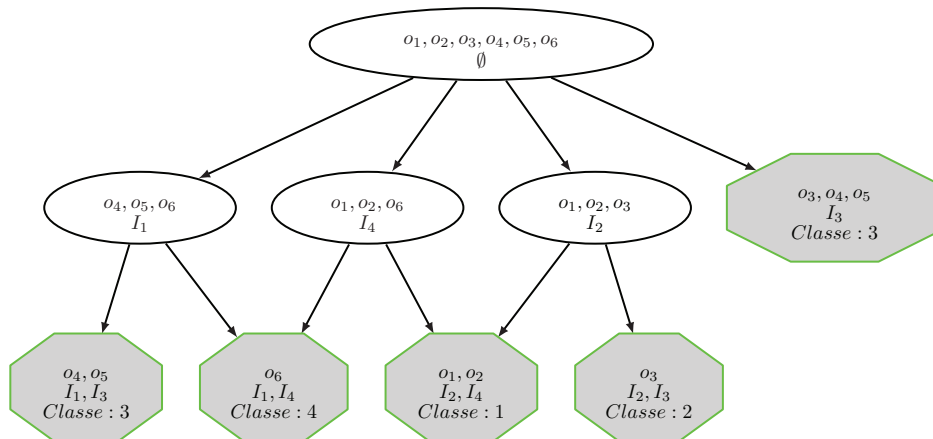 o₁, o₂, o₃, o₄, o₅, o₆
∅
o₄, o₅, o₆
I₁
o₁, o₂, o₆
I₄
o₁, o₂, o₃
I₂
o₃, o₄, o₅
I₃
Classe : 3
o₄, o₅
I₁, I₃
Classe : 3
o₆
I₁, I₄
Classe : 4
o₁, o₂
I₂, I₄
Classe : 1
o₃
I₂, I₃
Classe : 2